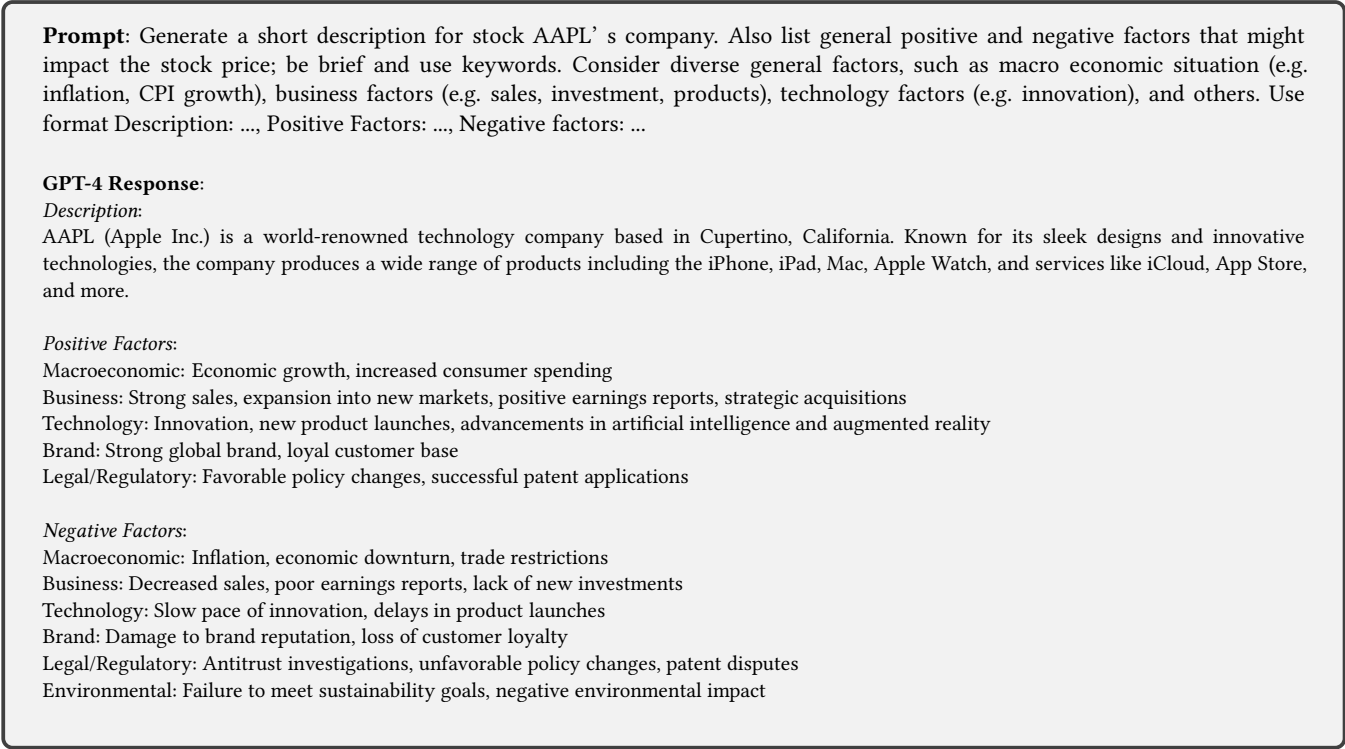 Prompt: Generate a short description for stock AAPL’ s company. Also list general positive and negative factors that might
impact the stock price; be brief and use keywords. Consider diverse general factors, such as macro economic situation (e.g.
inflation, CPI growth), business factors (e.g. sales, investment, products), technology factors (e.g. innovation), and others. Use
format Description: ..., Positive Factors: ..., Negative factors: ...
GPT-4 Response:
Description:
AAPL (Apple Inc.) is a world-renowned technology company based in Cupertino, California. Known for its sleek designs and innovative
technologies, the company produces a wide range of products including the iPhone, iPad, Mac, Apple Watch, and services like iCloud, App Store,
and more.
Positive Factors:
Macroeconomic: Economic growth, increased consumer spending
Business: Strong sales, expansion into new markets, positive earnings reports, strategic acquisitions
Technology: Innovation, new product launches, advancements in artificial intelligence and augmented reality
Brand: Strong global brand, loyal customer base
Legal/Regulatory: Favorable policy changes, successful patent applications
Negative Factors:
Macroeconomic: Inflation, economic downturn, trade restrictions
Business: Decreased sales, poor earnings reports, lack of new investments
Technology: Slow pace of innovation, delays in product launches
Brand: Damage to brand reputation, loss of customer loyalty
Legal/Regulatory: Antitrust investigations, unfavorable policy changes, patent disputes
Environmental: Failure to meet sustainability goals, negative environmental impact